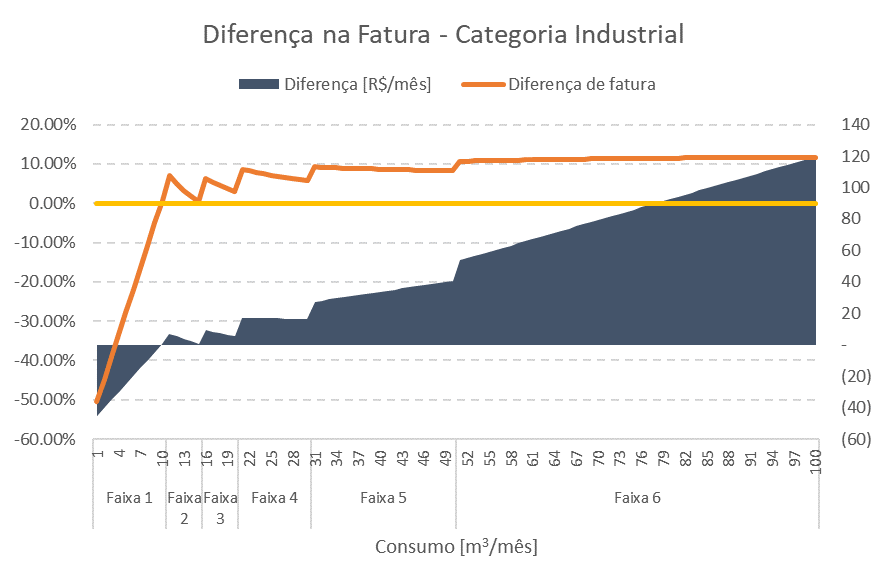 Diferença na Fatura - Categoria Industrial
Diferença [R$/mês] Diferença de fatura
20.00% 140
10.00% 120
0.00% 100
-10.00% 80
-20.00% 60
-30.00% 40
-40.00% 20
-50.00% -
-60.00% (20)
(40)
(60)
1 4 7 10 13 16 19 22 25 28 31 34 37 40 43 46 49 52 55 58 61 64 67 70 73 76 79 82 85 88 91 94 97 100
Faixa 1 Faixa 2 Faixa 3 Faixa 4 Faixa 5 Faixa 6
Consumo [m³/mês]